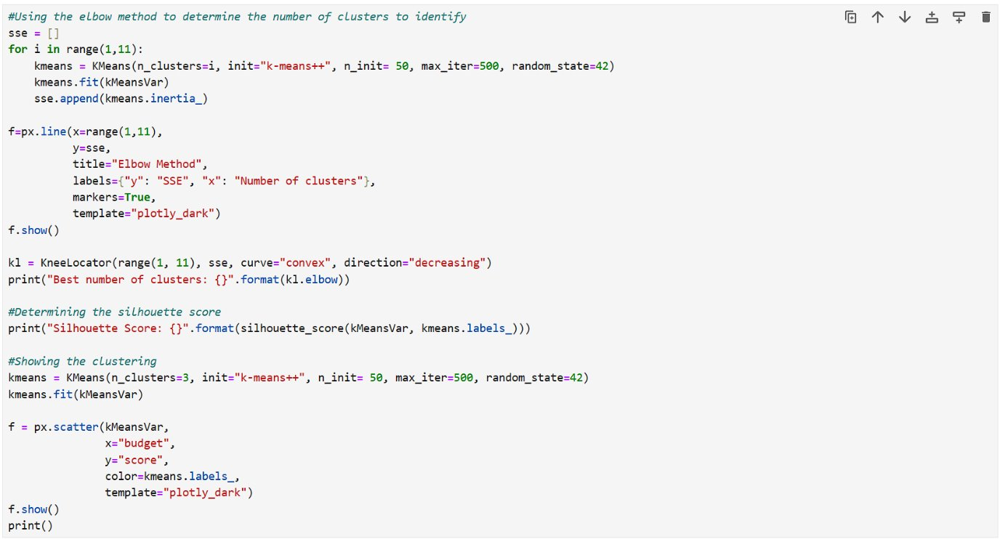 #Using the elbow method to determine the number of clusters to identify
sse = []
for i in range(1,11):
    kmeans = KMeans(n_clusters=i, init="k-means++", n_init= 50, max_iter=500, random_state=42)
    kmeans.fit(kMeansVar)
    sse.append(kmeans.inertia_)

f=px.line(x=range(1,11),
          y=sse,
          title="Elbow Method",
          labels={"y": "SSE", "x": "Number of clusters"},
          markers=True,
          template="plotly_dark")
f.show()

kl = KneeLocator(range(1, 11), sse, curve="convex", direction="decreasing")
print("Best number of clusters: {}".format(kl.elbow))

#Determining the silhouette score
print("Silhouette Score: {}".format(silhouette_score(kMeansVar, kmeans.labels_)))

#Showing the clustering
kmeans = KMeans(n_clusters=3, init="k-means++", n_init= 50, max_iter=500, random_state=42)
kmeans.fit(kMeansVar)

f = px.scatter(kMeansVar,
               x="budget",
               y="score",
               color=kmeans.labels_,
               template="plotly_dark")
f.show()
print()